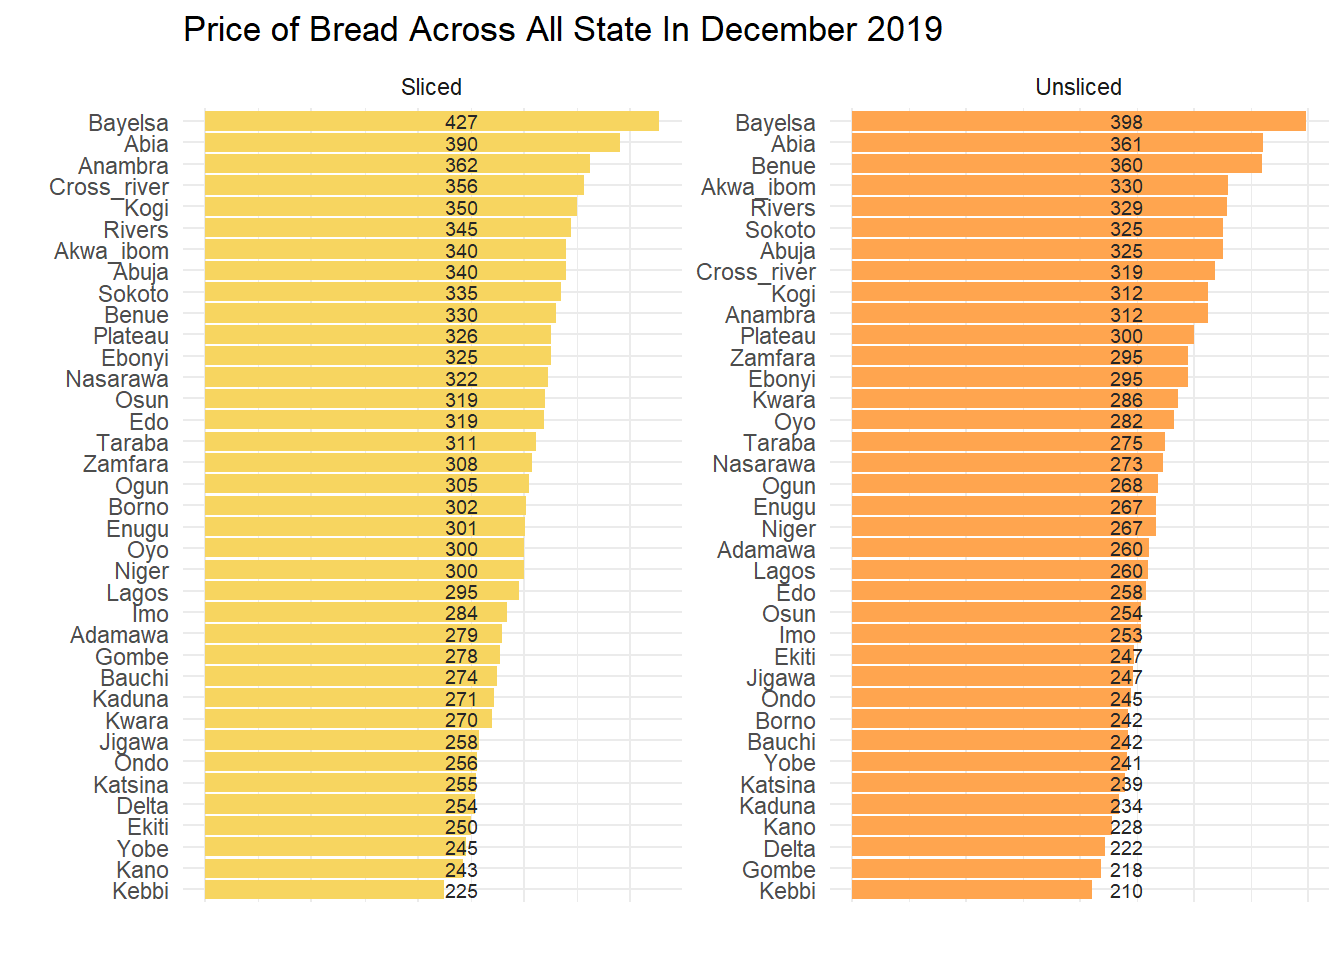 Price of Bread Across All State In December 2019
Sliced
Bayelsa 427
Abia 390
Anambra 362
Cross_river 356
Kogi 350
Rivers 345
Akwa_ibom 340
Abuja 340
Sokoto 335
Benue 330
Plateau 326
Ebonyi 325
Nasarawa 322
Osun 319
Edo 319
Taraba 311
Zamfara 308
Ogun 305
Borno 302
Enugu 301
Oyo 300
Niger 300
Lagos 295
Imo 284
Adamawa 279
Gombe 278
Bauchi 274
Kaduna 271
Kwara 270
Jigawa 258
Ondo 256
Katsina 255
Delta 254
Ekiti 250
Yobe 245
Kano 243
Kebbi 225
Unsliced
Bayelsa 398
Abia 361
Benue 360
Akwa_ibom 330
Rivers 329
Sokoto 325
Abuja 325
Cross_river 319
Kogi 312
Anambra 312
Plateau 300
Zamfara 295
Ebonyi 295
Kwara 286
Oyo 282
Taraba 275
Nasarawa 273
Ogun 268
Enugu 267
Niger 267
Adamawa 260
Lagos 260
Edo 258
Osun 254
Imo 253
Ekiti 247
Jigawa 247
Ondo 245
Borno 242
Bauchi 242
Yobe 241
Katsina 239
Kaduna 234
Kano 228
Delta 222
Gombe 218
Kebbi 210